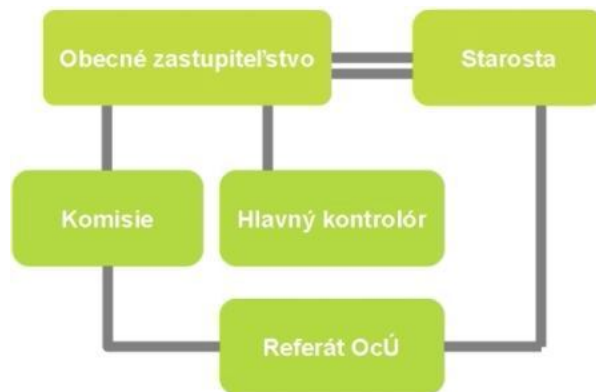 Obecné zastupiteľstvo
Starosta
Komisie
Hlavný kontrolór
Referát OcÚ